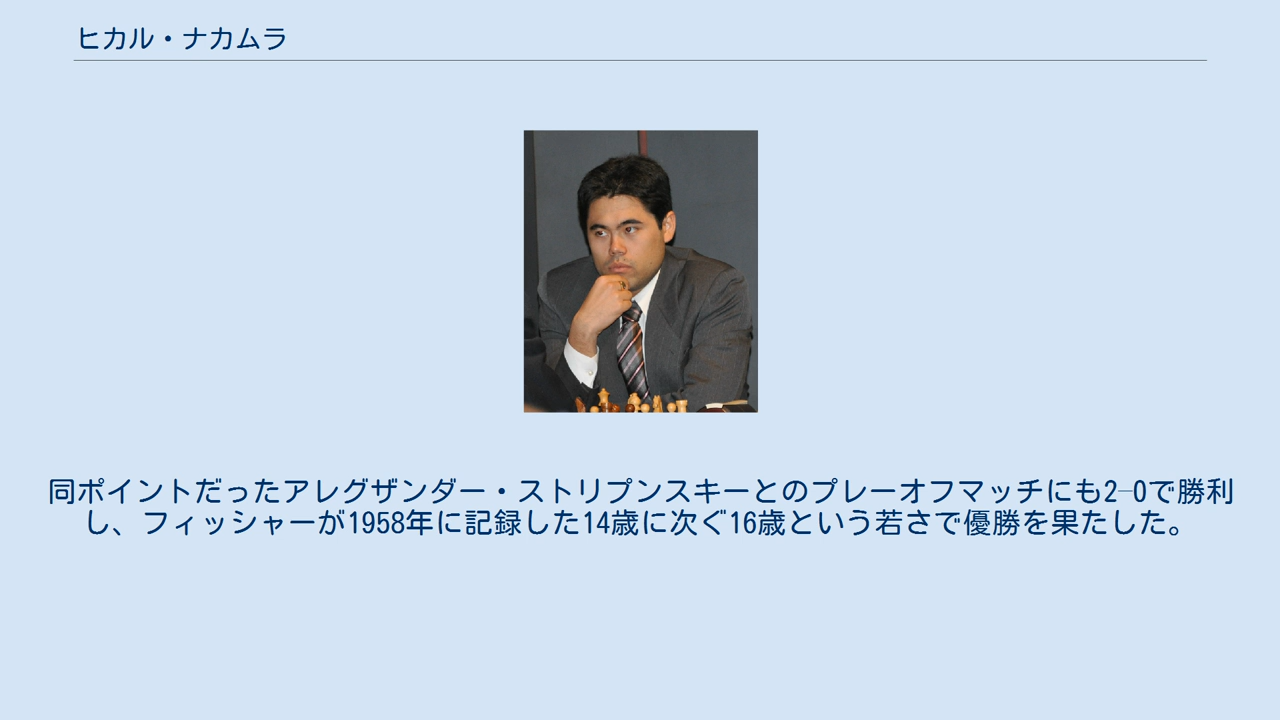 ヒカル・ナカムラ
同ポイントだったアレグザンダー・ストリプンスキーとのプレーオフマッチにも2–0で勝利
し、フィッシャーが1958年に記録した14歳に次ぐ16歳という若さで優勝を果たした。